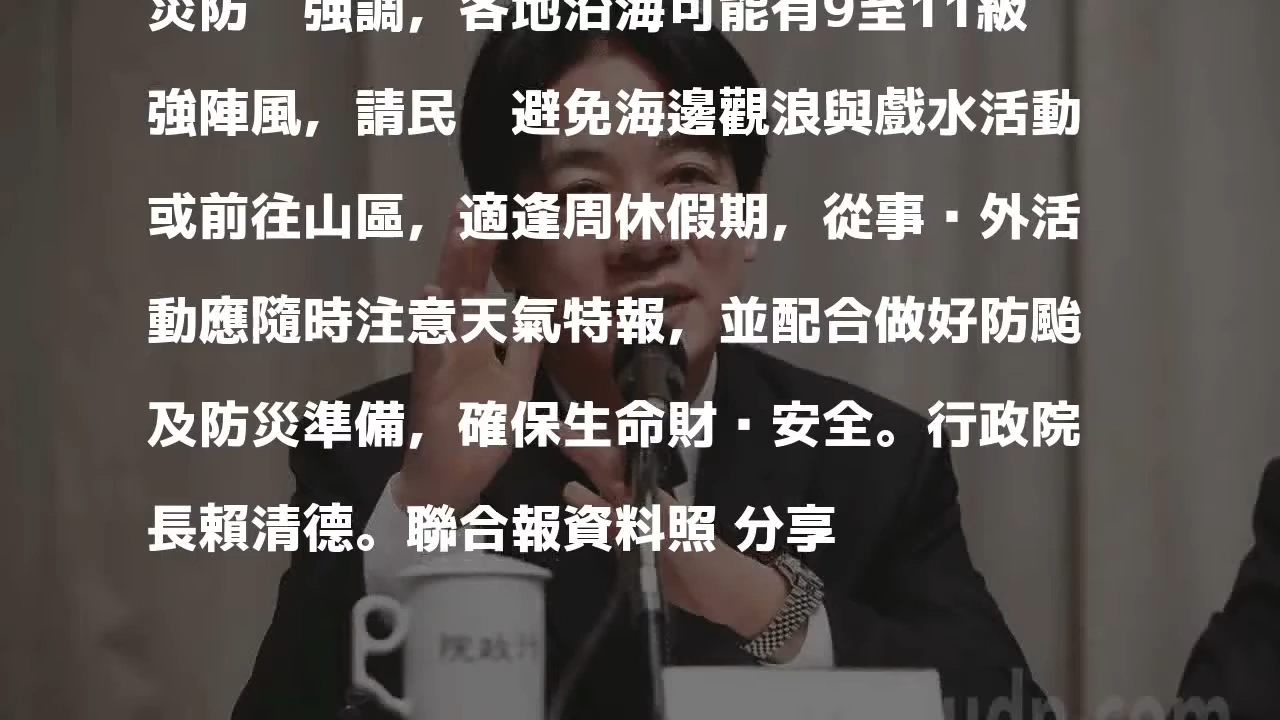 災防 強調，各地沿海可能有9至11級
強陣風，請民 避免海邊觀浪與戲水活動
或前往山區，適逢周休假期，從事▪外活
動應隨時注意天氣特報，並配合做好防颱
及防災準備，確保生命財▪安全。行政院
長賴清德。聯合報資料照 分享
院政行
udn.com